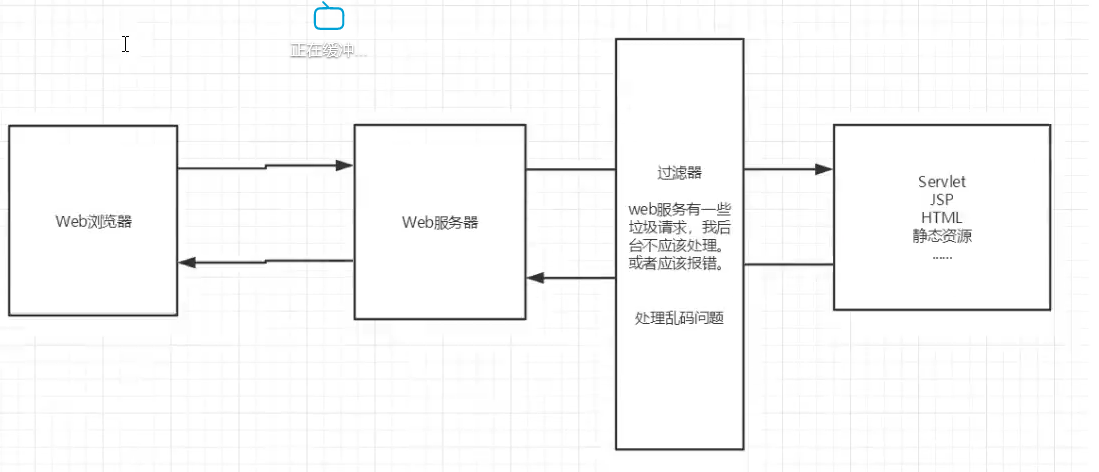 正在缓冲...
Web浏览器
Web服务器
过滤器
web服务有一些
垃圾请求，我后
台不应该处理。
或者应该报错。
处理乱码问题
Servlet
JSP
HTML
静态资源
......